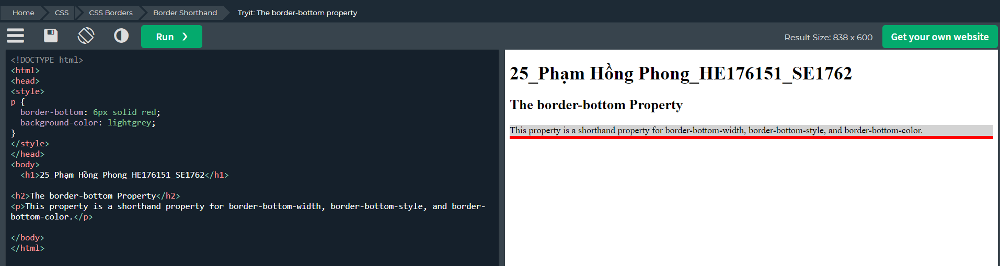 Home CSS CSS Borders Border Shorthand Tryit: The border-bottom property
Run ❯ Result Size: 838 x 600 Get your own website
<!DOCTYPE html>
<html>
<head>
<style>
p {
  border-bottom: 6px solid red;
  background-color: lightgrey;
}
</style>
</head>
<body>
  <h1>25_Phạm Hồng Phong_HE176151_SE1762</h1>
<h2>The border-bottom Property</h2>
<p>This property is a shorthand property for border-bottom-width, border-bottom-style, and border-
bottom-color.</p>
</body>
</html>
25_Phạm Hồng Phong_HE176151_SE1762
The border-bottom Property
This property is a shorthand property for border-bottom-width, border-bottom-style, and border-bottom-color.